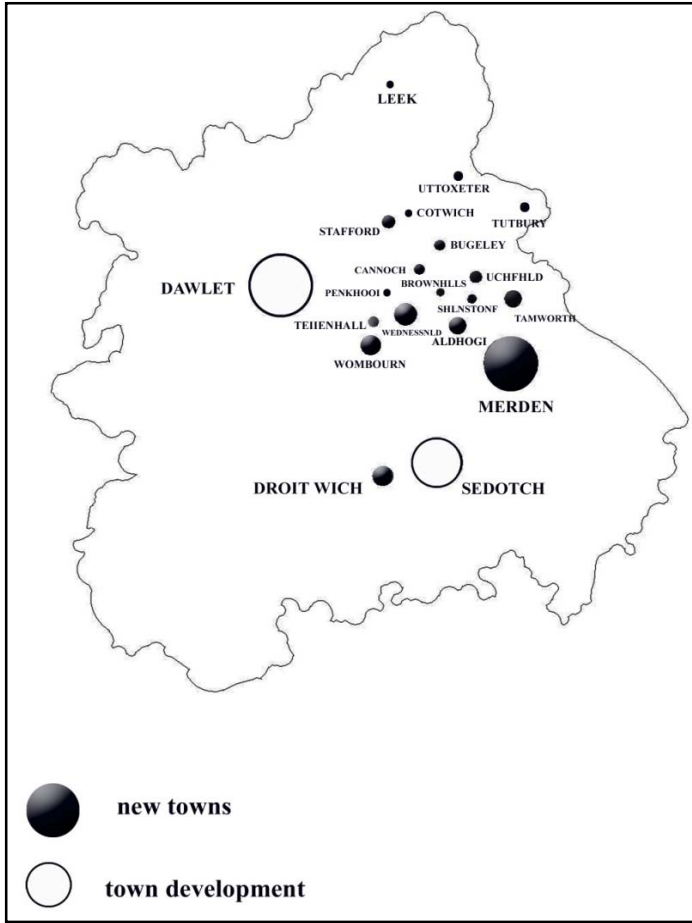 LEEK
UTTOXETER
COTWICH
TUTBURY
STAFFORD
BUGELEY
CANNOCH
UCHFHLD
BROWNHLLS
DAWLET
PENKHOOI
SHLNSTONF
TAMWORTH
TEIIENHALL
WEDNESSNLD
ALDHOGI
WOMBOURN
MERDEN
DROIT WICH
SEDOTCH
new towns
town development